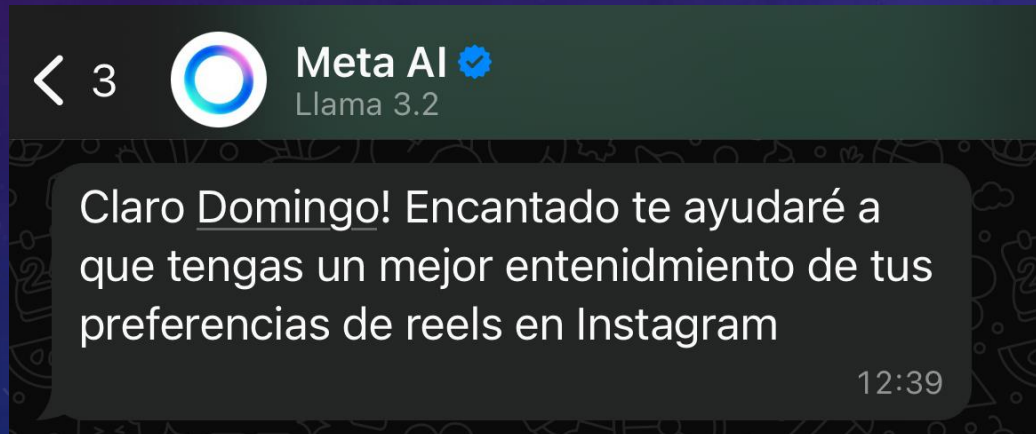 3
Meta AI
Llama 3.2
Claro Domingo! Encantado te ayudaré a
que tengas un mejor entenidmiento de tus
preferencias de reels en Instagram
12:39